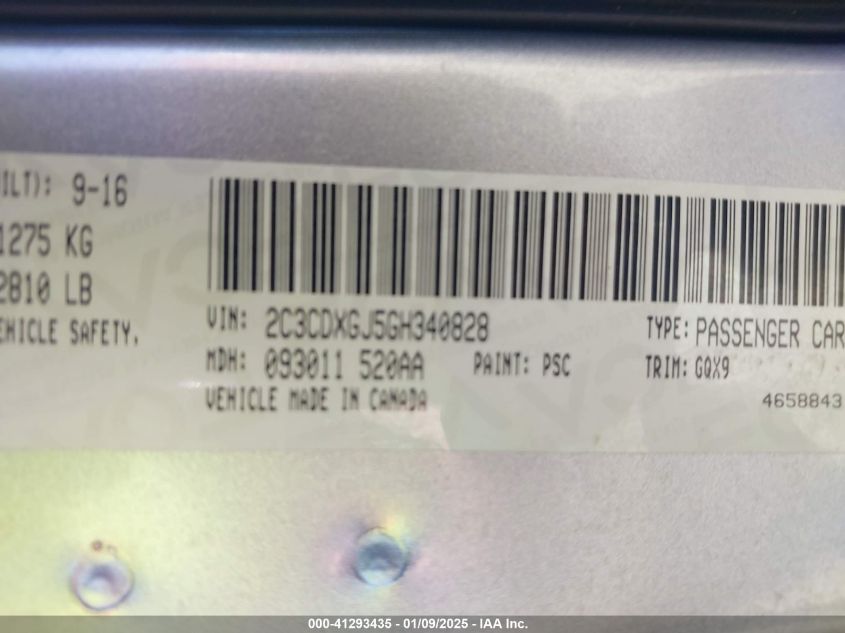 UILT): 9-16
1275 KG
2810 LB
EHICLE SAFETY.
VIN: 2C3CDXGJ5GH340828 TYPE: PASSENGER CAR
MDH: 093011 520AA PAINT: PSC TRIM: GQX9
VEHICLE MADE IN CANADA 4658843
000-41293435 - 01/09/2025 - IAA Inc.